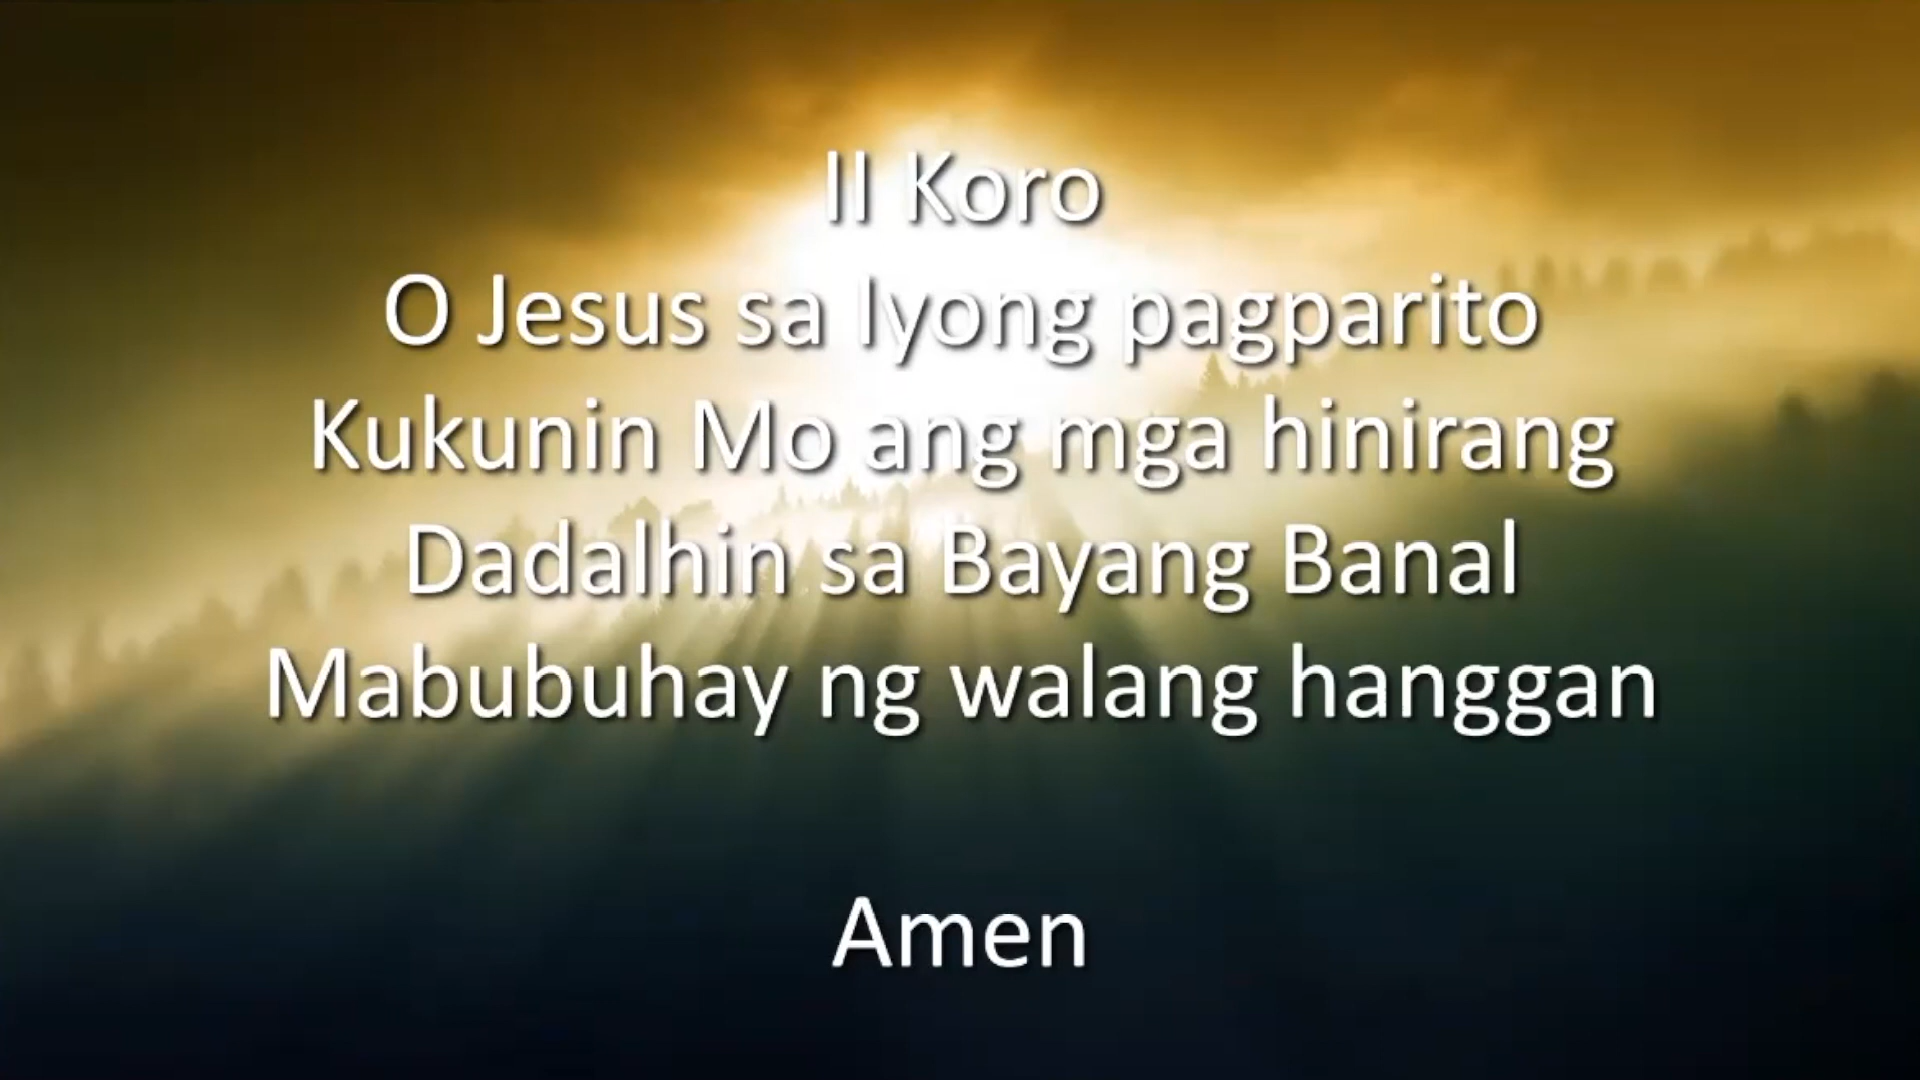 II Koro
O Jesus sa Iyong pagparito
Kukunin Mo ang mga hinirang
Dadalhin sa Bayang Banal
Mabubuhay ng walang hanggan
Amen